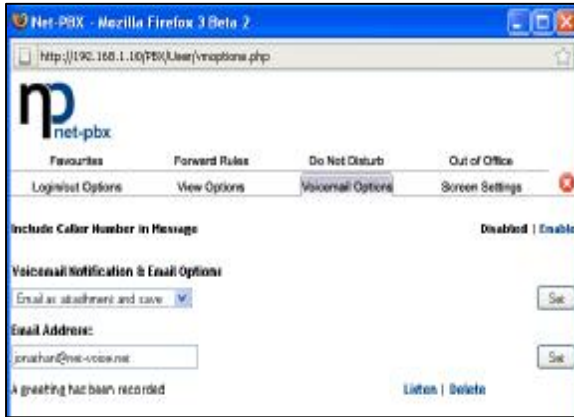 Net-PBX - Mozilla Firefox 3 Beta 2
http://192.168.1.10/PBX/User/vmoptions.php
np
net-pbx
Favourites Forward Rules Do Not Disturb Out of Office
Login/out Options View Options Voicemail Options Screen Settings
Include Caller Number in Message Disabled | Enable
Voicemail Notification & Email Options
Email as attachment and save Set
Email Address:
jonathan@net-voice.net Set
A greeting has been recorded Listen | Delete